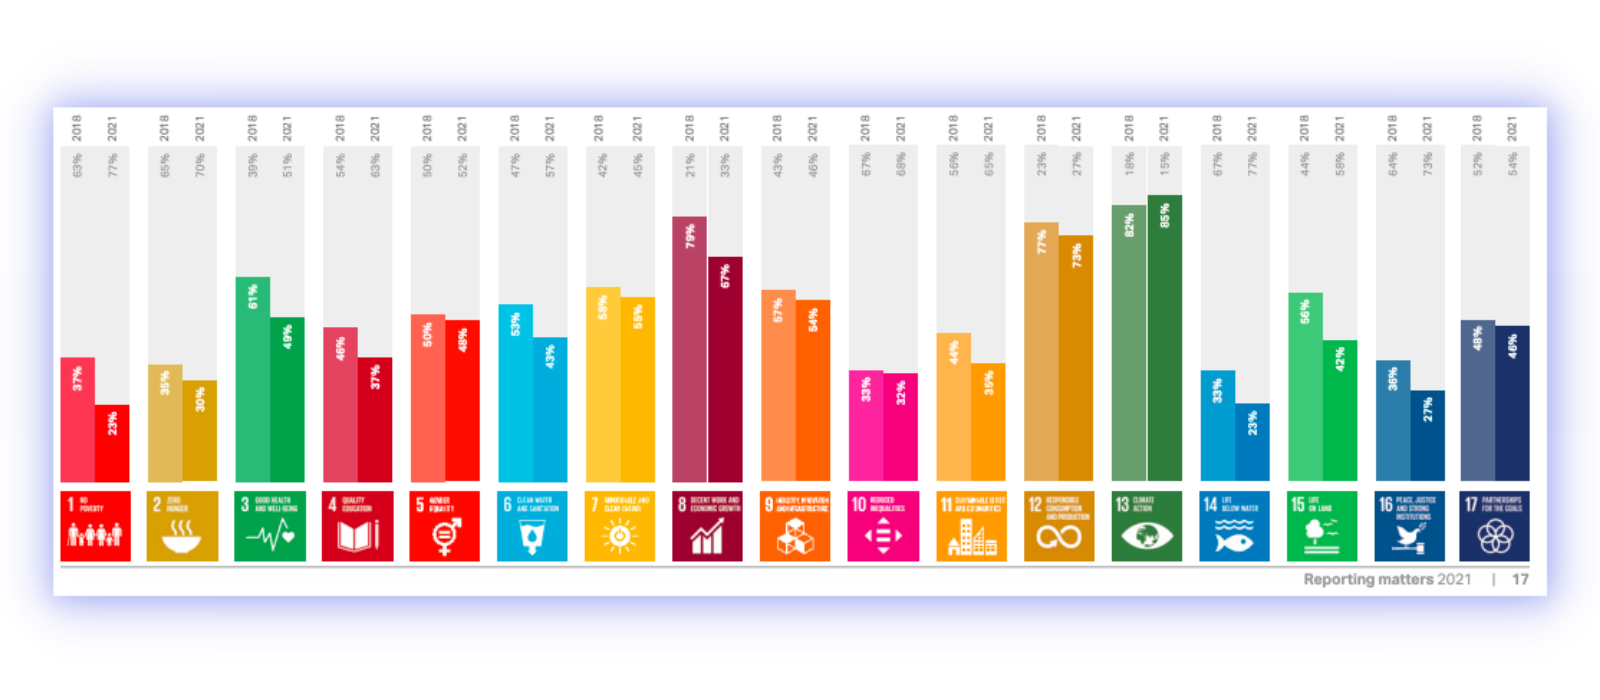 2018 2021 2018 2021 2018 2021 2018 2021 2018 2021 2018 2021 2018 2021 2018 2021 2018 2021 2018 2021 2018 2021 2018 2021 2018 2021 2018 2021 2018 2021 2018 2021 2018 2021
63% 77% 65% 70% 39% 51% 54% 63% 50% 52% 47% 57% 42% 45% 21% 33% 43% 46% 67% 68% 56% 65% 23% 27% 18% 15% 67% 77% 44% 58% 64% 73% 52% 54%
37% 23% 35% 30% 61% 49% 46% 37% 50% 48% 53% 43% 58% 55% 79% 67% 57% 54% 33% 32% 44% 35% 77% 73% 82% 85% 33% 23% 56% 42% 36% 27% 48% 46%
1 NO
POVERTY
2 ZERO
HUNGER
3 GOOD HEALTH
AND WELL-BEING
4 QUALITY
EDUCATION
5 GENDER
EQUALITY
6 CLEAN WATER
AND SANITATION
7 AFFORDABLE AND
CLEAN ENERGY
8 DECENT WORK AND
ECONOMIC GROWTH
9 INDUSTRY, INNOVATION
AND INFRASTRUCTURE
10 REDUCED
INEQUALITIES
11 SUSTAINABLE CITIES
AND COMMUNITIES
12 RESPONSIBLE
CONSUMPTION
AND PRODUCTION
13 CLIMATE
ACTION
14 LIFE
BELOW WATER
15 LIFE
ON LAND
16 PEACE, JUSTICE
AND STRONG
INSTITUTIONS
17 PARTNERSHIPS
FOR THE GOALS
Reporting matters 2021 | 17